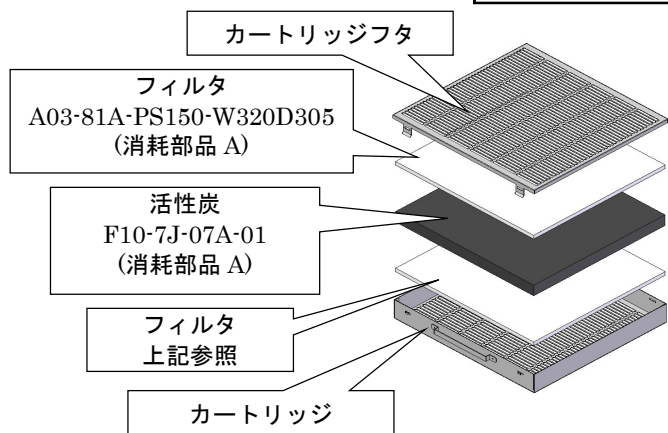 カートリッジフタ
フィルタ
A03-81A-PS150-W320D305
(消耗部品 A)
活性炭
F10-7J-07A-01
(消耗部品 A)
フィルタ
上記参照
カートリッジ